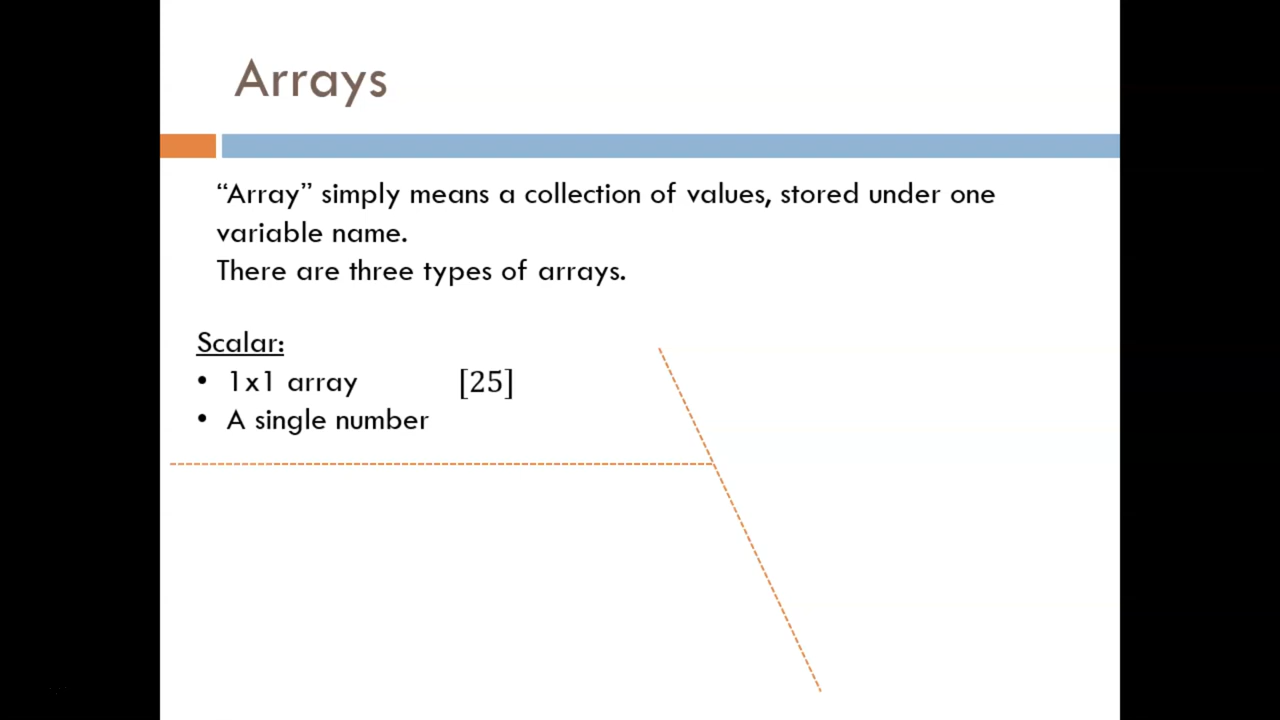 Arrays
“Array” simply means a collection of values, stored under one
variable name.
There are three types of arrays.
Scalar:
• 1x1 array [25]
• A single number